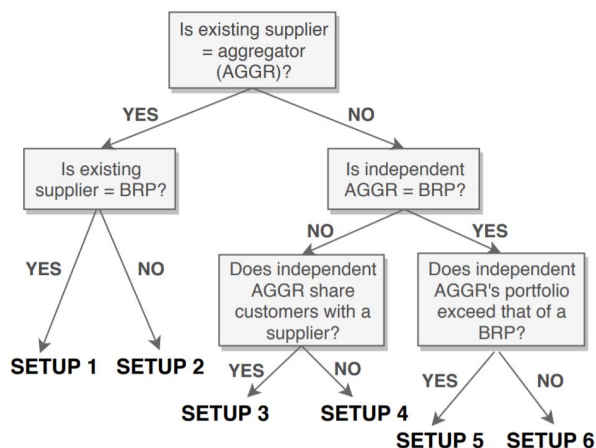 Is existing supplier
= aggregator
(AGGR)?
YES
NO
Is existing
supplier = BRP?
Is independent
AGGR = BRP?
NO
YES
YES
NO
Does independent
AGGR share
customers with a
supplier?
Does independent
AGGR's portfolio
exceed that of a
BRP?
SETUP 1
SETUP 2
YES
NO
YES
NO
SETUP 3
SETUP 4
SETUP 5
SETUP 6